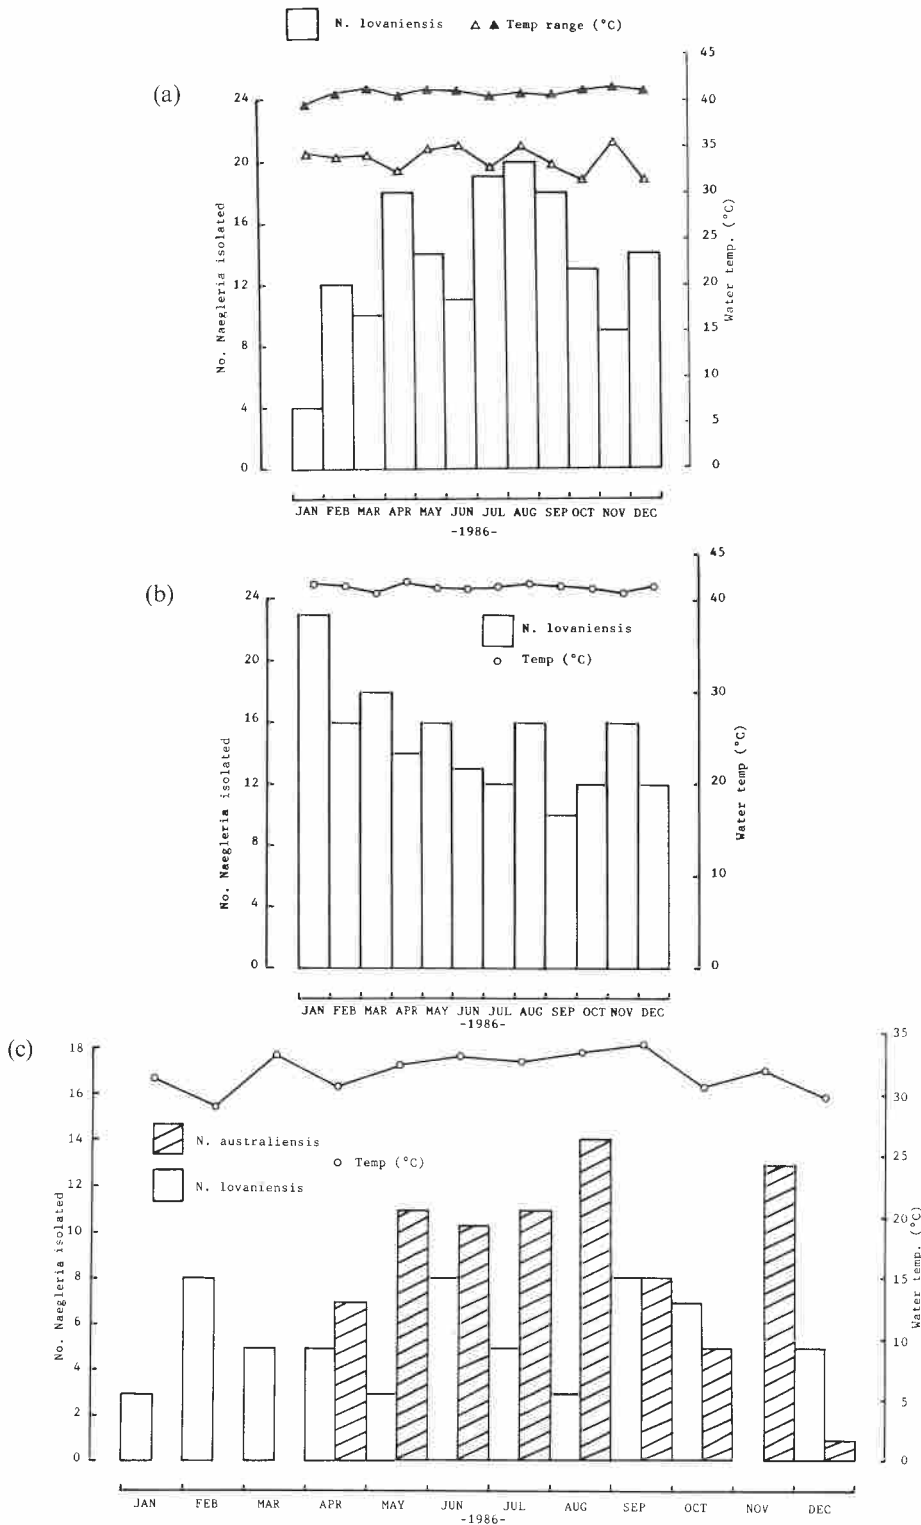 N. lovaniensis △ ▲ Temp range (°C)
(a)
24
20
16
12
8
4
0
No. Naegleria isolated
45
40
35
30
25
20
15
10
5
0
Water temp. (°C)
JAN FEB MAR APR MAY JUN JUL AUG SEP OCT NOV DEC
-1986-
(b)
24
20
16
12
8
4
0
No. Naegleria isolated
N. lovaniensis
Temp (°C)
45
40
30
20
10
0
Water temp (°C)
JAN FEB MAR APR MAY JUN JUL AUG SEP OCT NOV DEC
-1986-
(c)
18
16
14
12
10
8
6
4
2
0
No. Naegleria isolated
N. australiensis
Temp (°C)
N. lovaniensis
35
30
25
20
15
10
5
0
Water temp. (°C)
JAN FEB MAR APR MAY JUN JUL AUG SEP OCT NOV DEC
-1986-